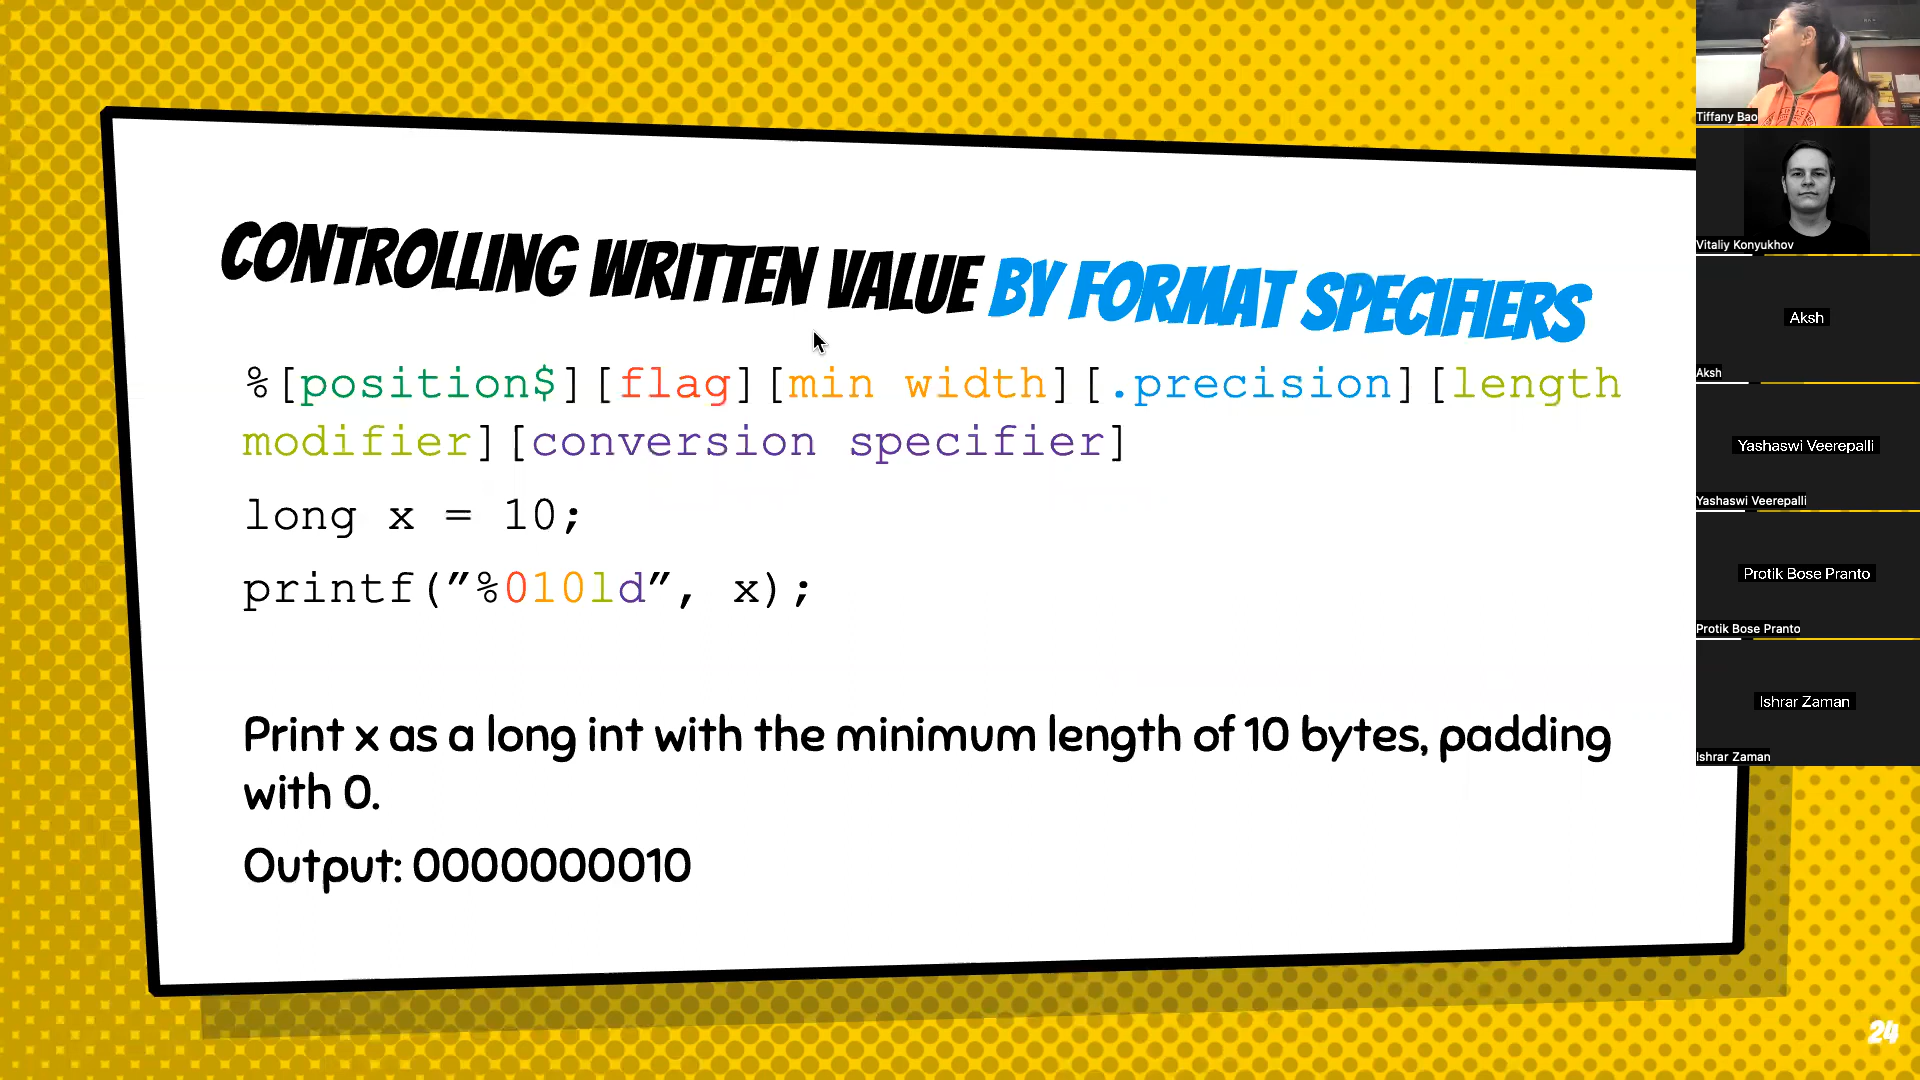 CONTROLLING WRITTEN VALUE BY FORMAT SPECIFIERS
%[position$][flag][min width][.precision][length
modifier][conversion specifier]
long x = 10;
printf(”%010ld”, x);
Print x as a long int with the minimum length of 10 bytes, padding
with 0.
Output: 0000000010
24
Tiffany Bao
Vitaliy Konyukhov
Aksh
Aksh
Yashaswi Veerepalli
Yashaswi Veerepalli
Protik Bose Pranto
Protik Bose Pranto
Ishrar Zaman
Ishrar Zaman